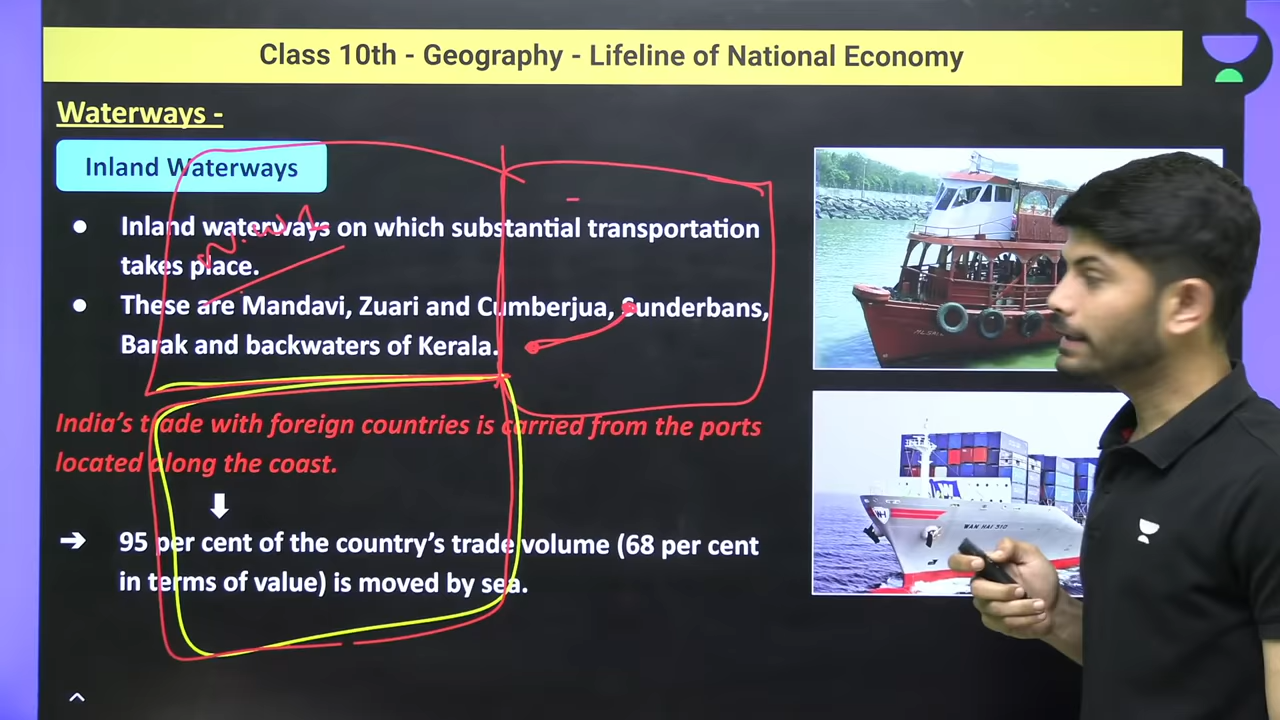 Class 10th - Geography - Lifeline of National Economy
Waterways -
Inland Waterways
● Inland waterways on which substantial transportation
takes place.
● These are Mandavi, Zuari and Cumberjua, Sunderbans,
Barak and backwaters of Kerala.
India's trade with foreign countries is carried from the ports
located along the coast.
➔ 95 per cent of the country's trade volume (68 per cent
in terms of value) is moved by sea.
WAN HAI 310